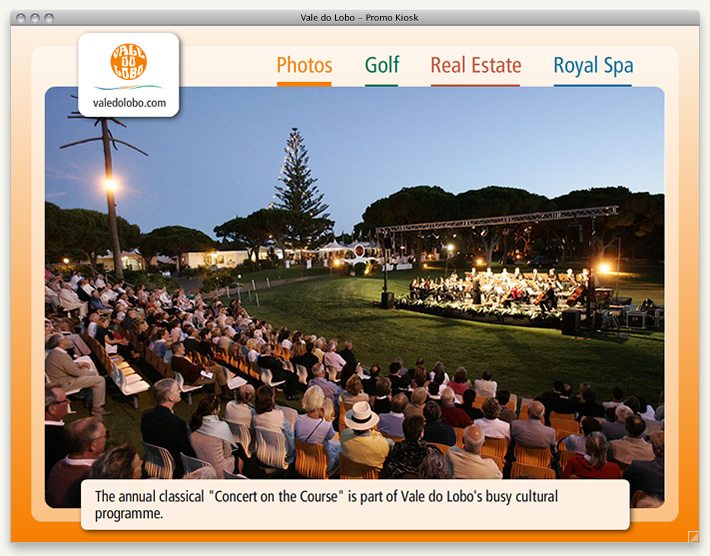 Vale do Lobo – Promo Kiosk
VALE
DO
LOBO
valedolobo.com
Photos Golf Real Estate Royal Spa
The annual classical "Concert on the Course" is part of Vale do Lobo's busy cultural
programme.